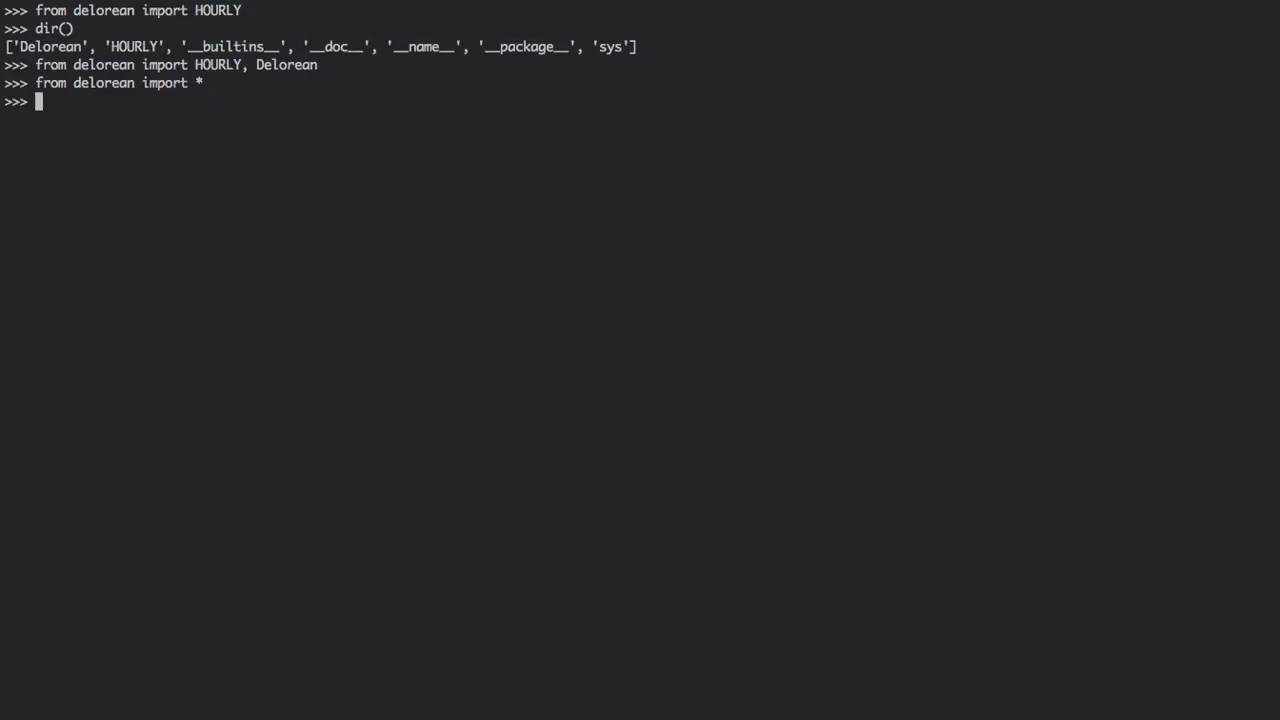 >>> from delorean import HOURLY
>>> dir()
['Delorean', 'HOURLY', '__builtins__', '__doc__', '__name__', '__package__', 'sys']
>>> from delorean import HOURLY, Delorean
>>> from delorean import *
>>>